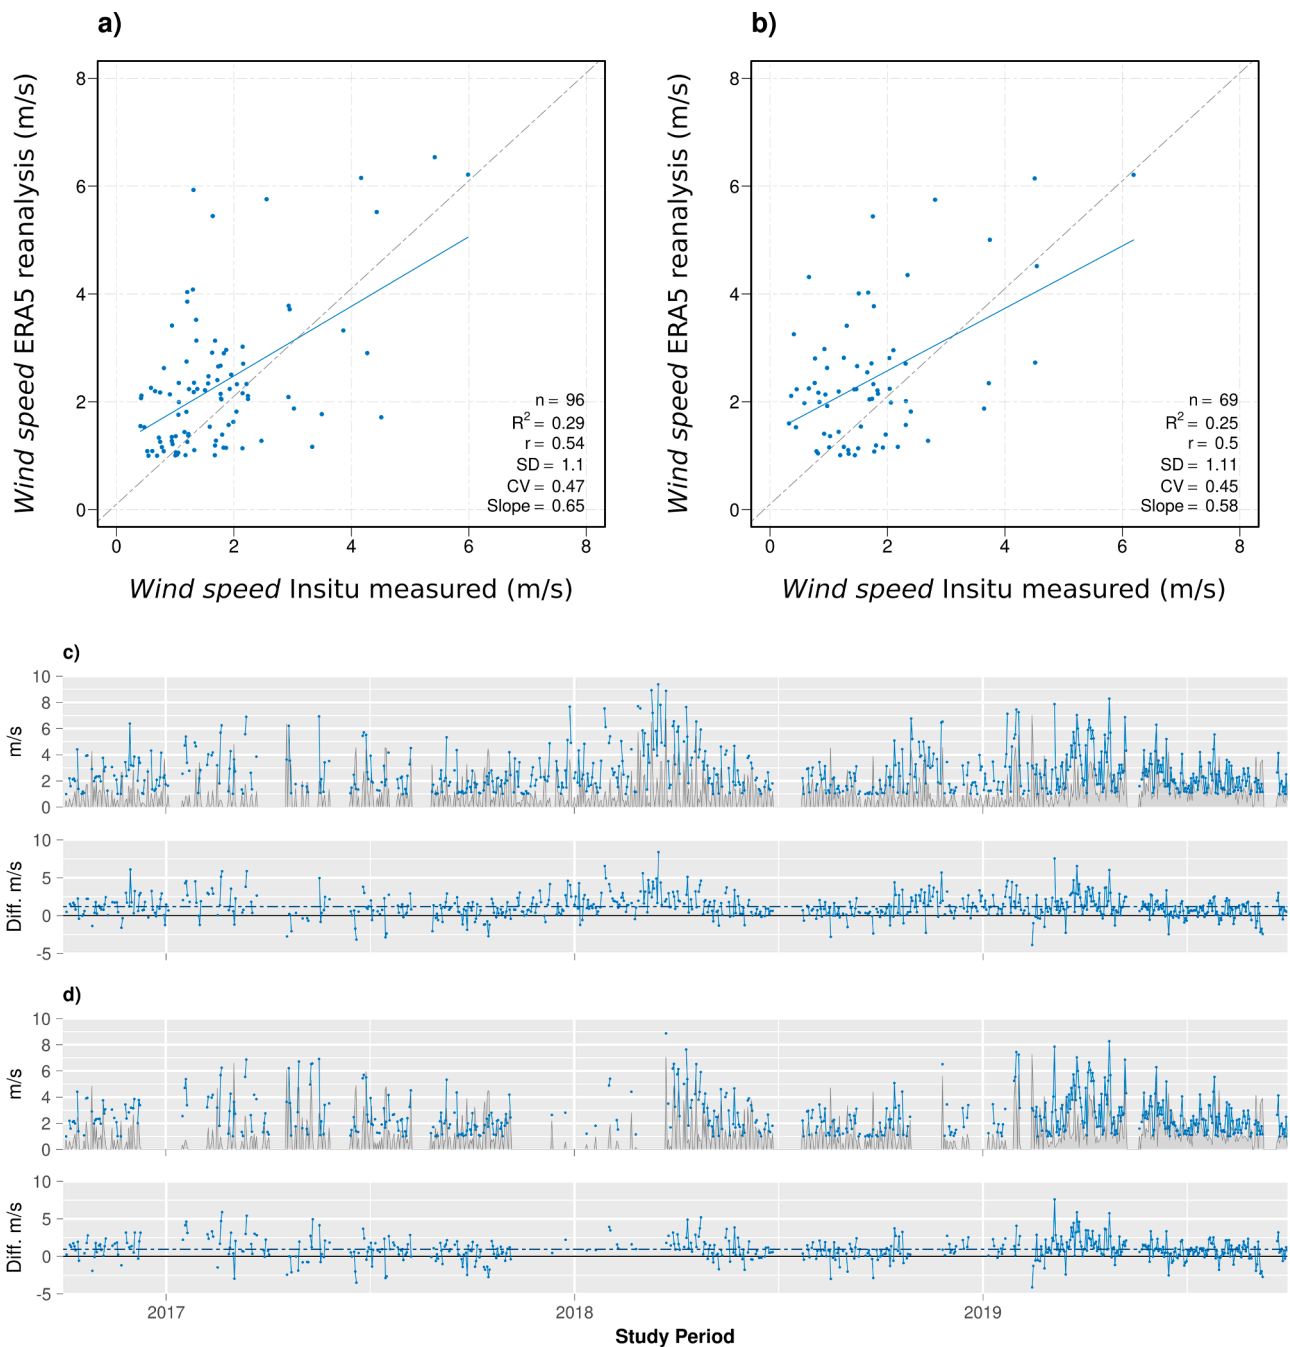 a)
b)
Wind speed ERA5 reanalysis (m/s)
8
6
4
2
0
n = 96
R² = 0.29
r = 0.54
SD = 1.1
CV = 0.47
Slope = 0.65
0 2 4 6 8
Wind speed Insitu measured (m/s)
Wind speed ERA5 reanalysis (m/s)
8
6
4
2
0
n = 69
R² = 0.25
r = 0.5
SD = 1.11
CV = 0.45
Slope = 0.58
0 2 4 6 8
Wind speed Insitu measured (m/s)
c)
m/s
10
8
6
4
2
0
Diff. m/s
10
5
0
-5
d)
m/s
10
8
6
4
2
0
Diff. m/s
10
5
0
-5
2017 2018 2019
Study Period